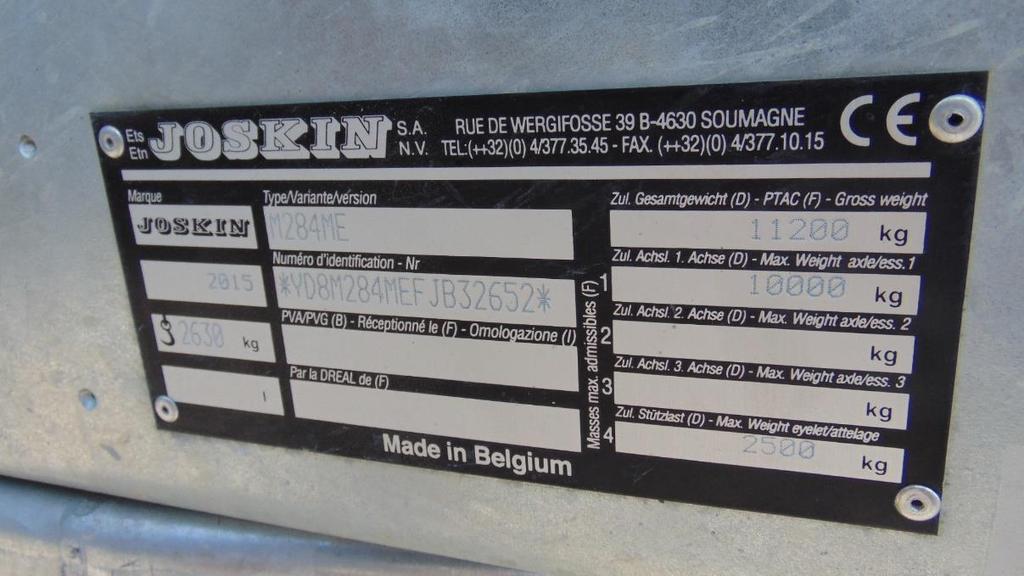 Ets
Etn
JOSKIN S.A.
N.V.
RUE DE WERGIFOSSE 39 B-4630 SOUMAGNE
TEL:(++32)(0) 4/377.35.45 - FAX. (++32)(0) 4/377.10.15
CE
Marque
JOSKIN
2015
2630 kg
l
Type/Variante/version
M284ME
Numéro d'identification - Nr
*YD8M284MEFJB32652*
PVA/PVG (B) - Réceptionné le (F) - Omologazione (I)
Par la DREAL de (F)
Made in Belgium
Masses max. admissibles (F)
Zul. Gesamtgewicht (D) - PTAC (F) - Gross weight
11200 kg
Zul. Achsl. 1. Achse (D) - Max. Weight axle/ess. 1
1 10000 kg
Zul. Achsl. 2. Achse (D) - Max. Weight axle/ess. 2
2 kg
Zul. Achsl. 3. Achse (D) - Max. Weight axle/ess. 3
3 kg
Zul. Stützlast (D) - Max. Weight eyelet/attelage
4 2500 kg